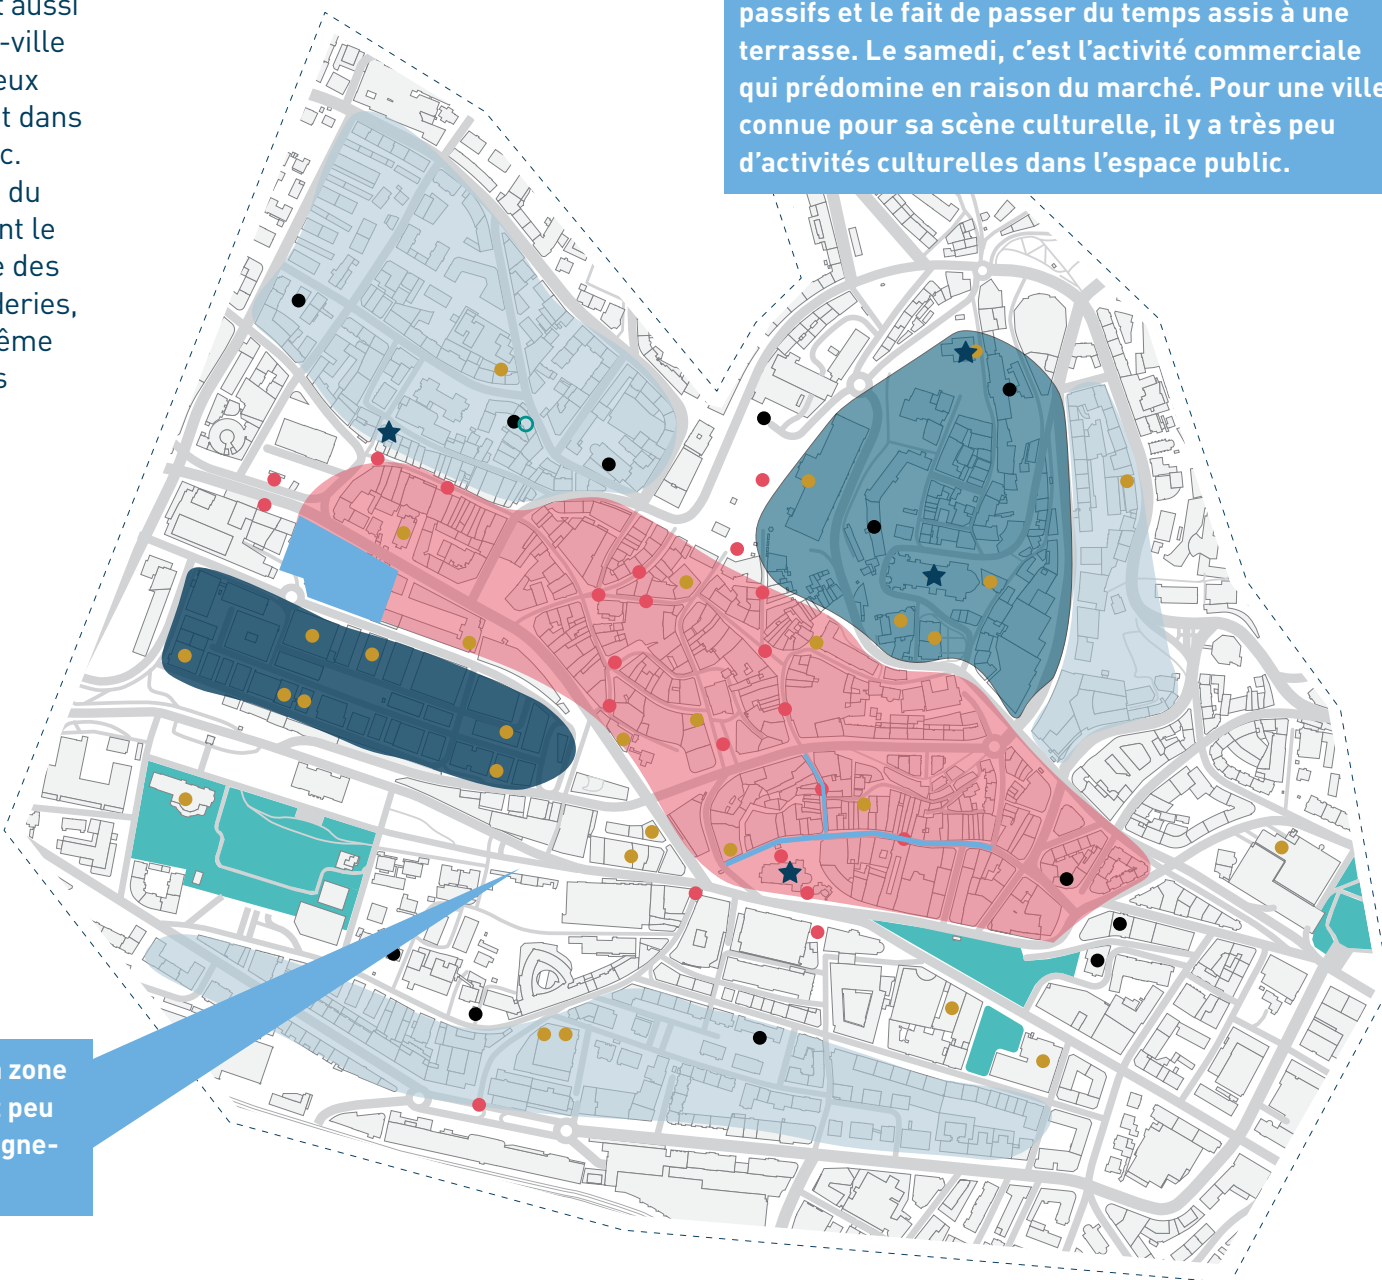 aussi
-ville
eux
t dans
c.
du
nt le
e des
deries,
ême
s
passifs et le fait de passer du temps assis à une
terrasse. Le samedi, c’est l’activité commerciale
qui prédomine en raison du marché. Pour une ville
connue pour sa scène culturelle, il y a très peu
d’activités culturelles dans l’espace public.
zone
peu
igne-